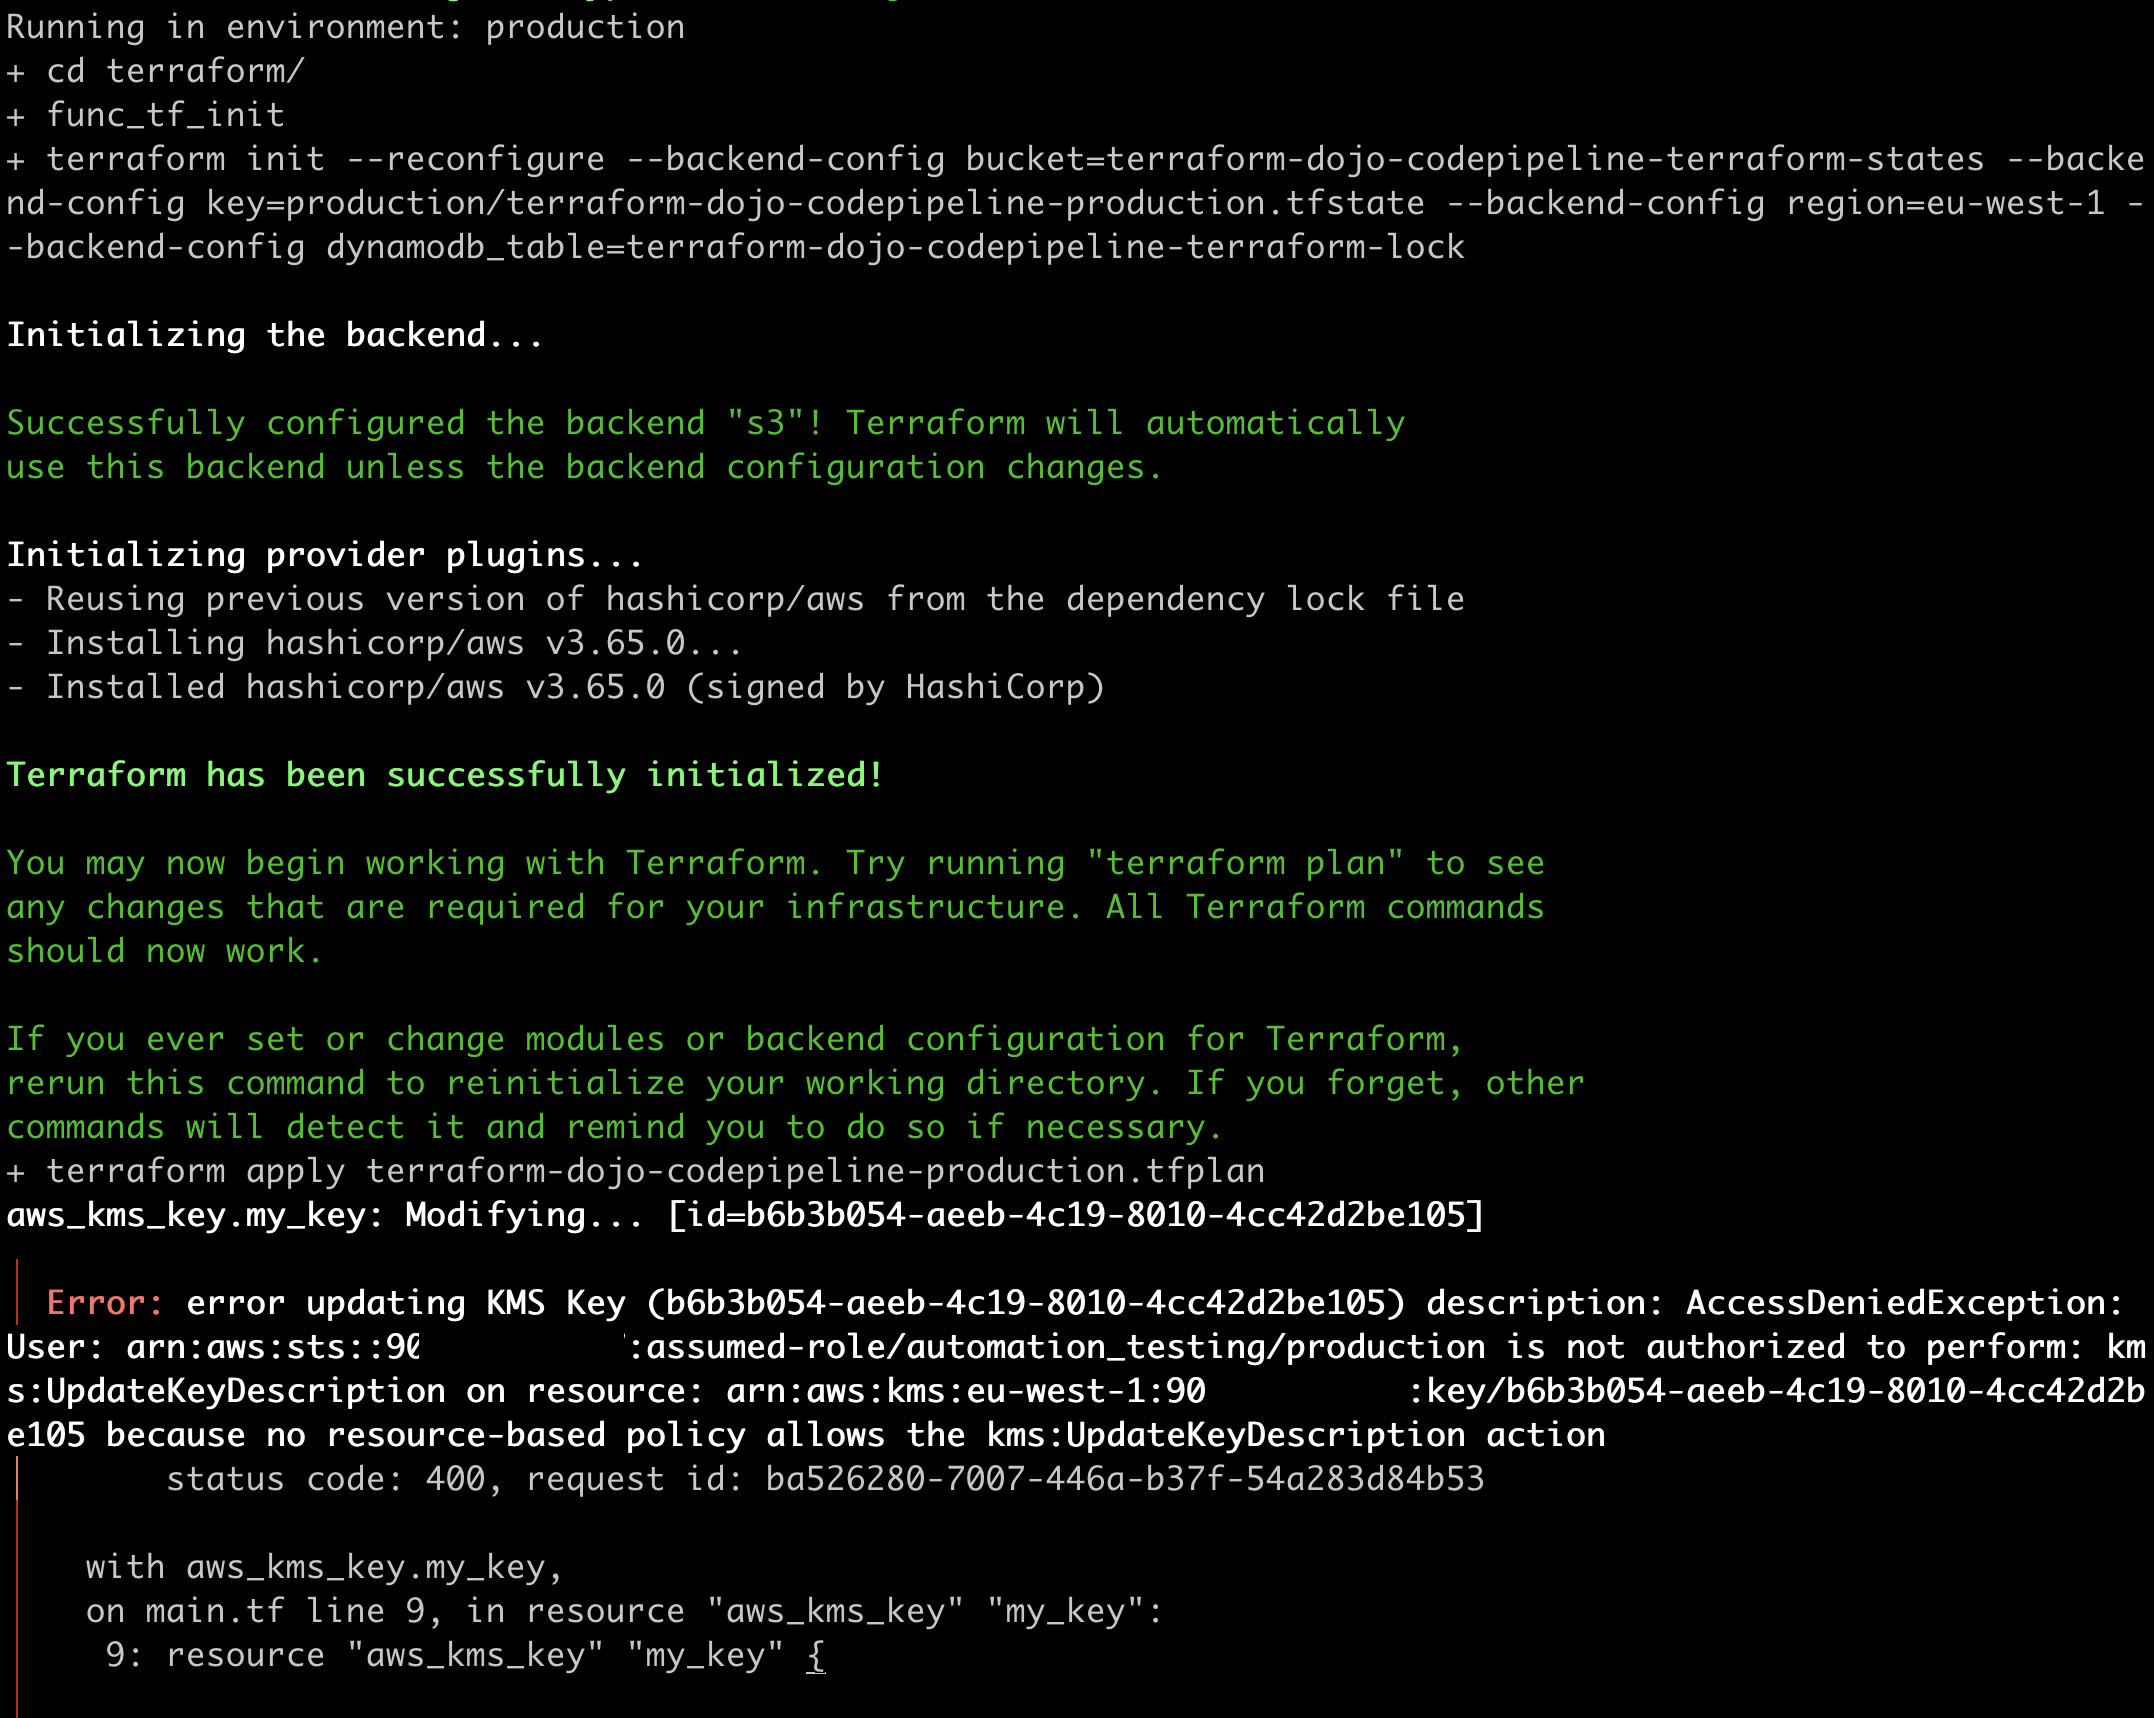 Running in environment: production
+ cd terraform/
+ func_tf_init
+ terraform init --reconfigure --backend-config bucket=terraform-dojo-codepipeline-terraform-states --backe
nd-config key=production/terraform-dojo-codepipeline-production.tfstate --backend-config region=eu-west-1 -
-backend-config dynamodb_table=terraform-dojo-codepipeline-terraform-lock
Initializing the backend...
Successfully configured the backend "s3"! Terraform will automatically
use this backend unless the backend configuration changes.
Initializing provider plugins...
- Reusing previous version of hashicorp/aws from the dependency lock file
- Installing hashicorp/aws v3.65.0...
- Installed hashicorp/aws v3.65.0 (signed by HashiCorp)
Terraform has been successfully initialized!
You may now begin working with Terraform. Try running "terraform plan" to see
any changes that are required for your infrastructure. All Terraform commands
should now work.
If you ever set or change modules or backend configuration for Terraform,
rerun this command to reinitialize your working directory. If you forget, other
commands will detect it and remind you to do so if necessary.
+ terraform apply terraform-dojo-codepipeline-production.tfplan
aws_kms_key.my_key: Modifying... [id=b6b3b054-aeeb-4c19-8010-4cc42d2be105]
Error: error updating KMS Key (b6b3b054-aeeb-4c19-8010-4cc42d2be105) description: AccessDeniedException:
User: arn:aws:sts::90 :assumed-role/automation_testing/production is not authorized to perform: km
s:UpdateKeyDescription on resource: arn:aws:kms:eu-west-1:90 :key/b6b3b054-aeeb-4c19-8010-4cc42d2b
e105 because no resource-based policy allows the kms:UpdateKeyDescription action
status code: 400, request id: ba526280-7007-446a-b37f-54a283d84b53
with aws_kms_key.my_key,
on main.tf line 9, in resource "aws_kms_key" "my_key":
9: resource "aws_kms_key" "my_key" {